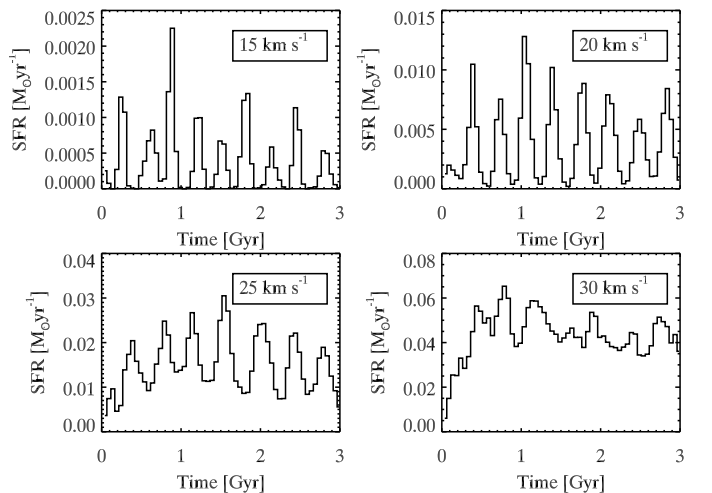 0.0025
0.0020
0.0015
0.0010
0.0005
0.0000
SFR [M⊙yr⁻¹]
15 km s⁻¹
0 1 2 3
Time [Gyr]
0.015
0.010
0.005
0.000
SFR [M⊙yr⁻¹]
20 km s⁻¹
0 1 2 3
Time [Gyr]
0.04
0.03
0.02
0.01
0.00
SFR [M⊙yr⁻¹]
25 km s⁻¹
0 1 2 3
Time [Gyr]
0.08
0.06
0.04
0.02
0.00
SFR [M⊙yr⁻¹]
30 km s⁻¹
0 1 2 3
Time [Gyr]